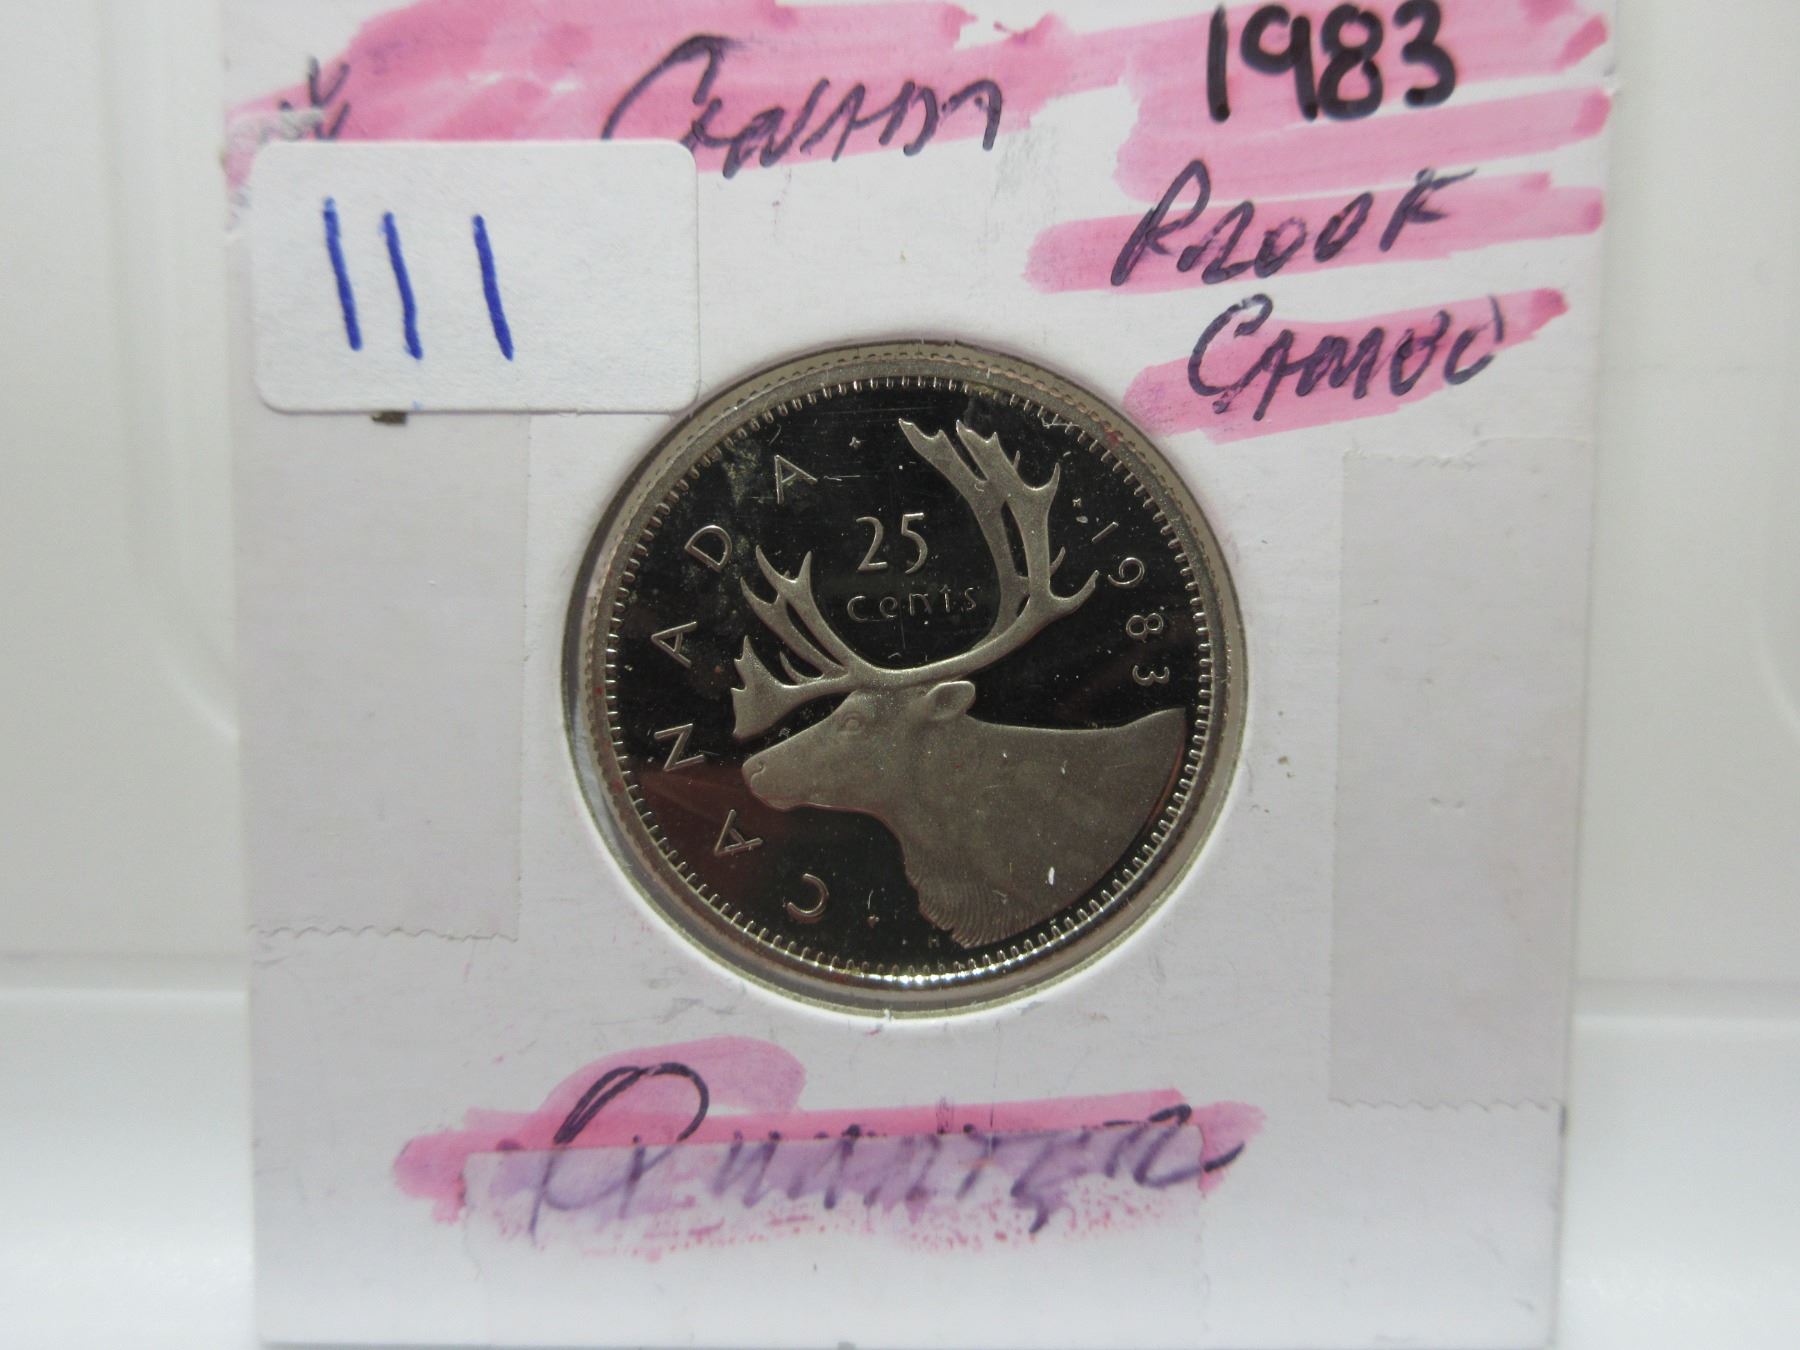 CANADA
1983
PROOF
CAMEO
111
25
cents
CANADA
1983
QUARTER